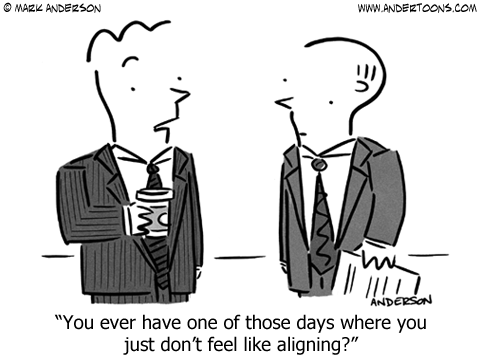 © MARK ANDERSON
WWW.ANDERTOONS.COM
ANDERSON
“You ever have one of those days where you
just don’t feel like aligning?”